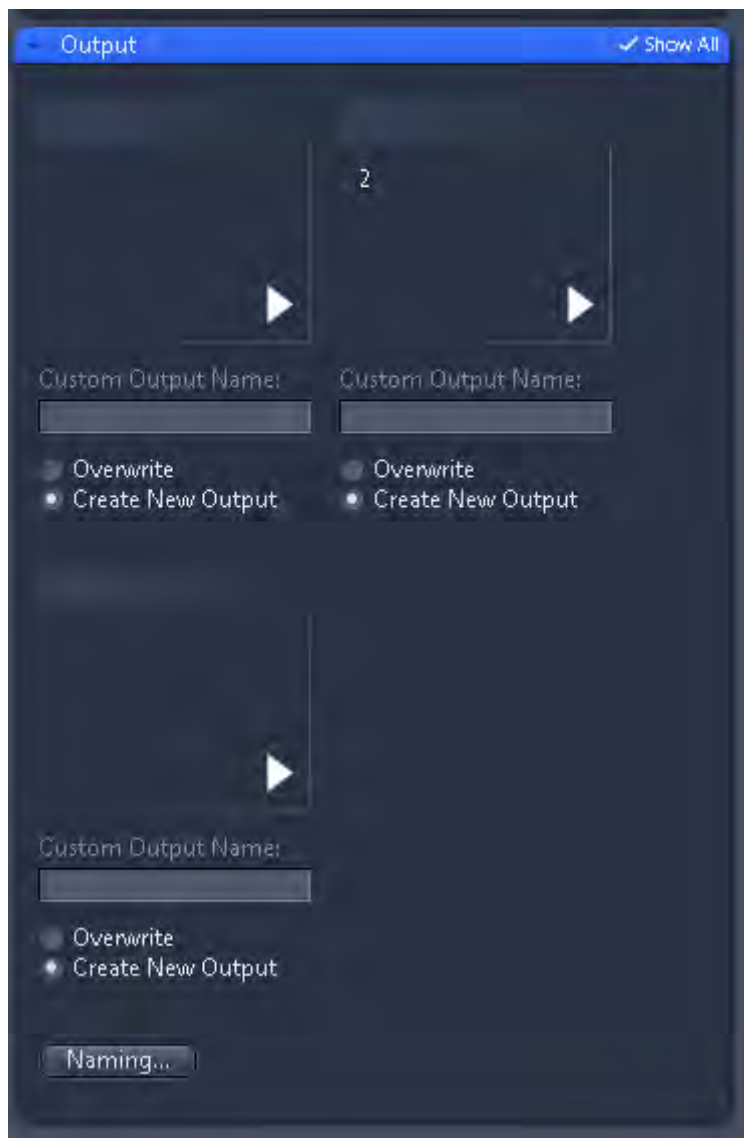 Output
Show All
2
Custom Output Name:
Custom Output Name:
Overwrite
Overwrite
Create New Output
Create New Output
Custom Output Name:
Overwrite
Create New Output
Naming...